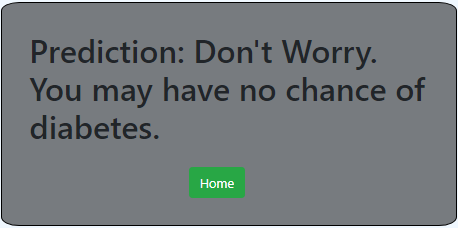 Prediction: Don't Worry.
You may have no chance of
diabetes.
Home